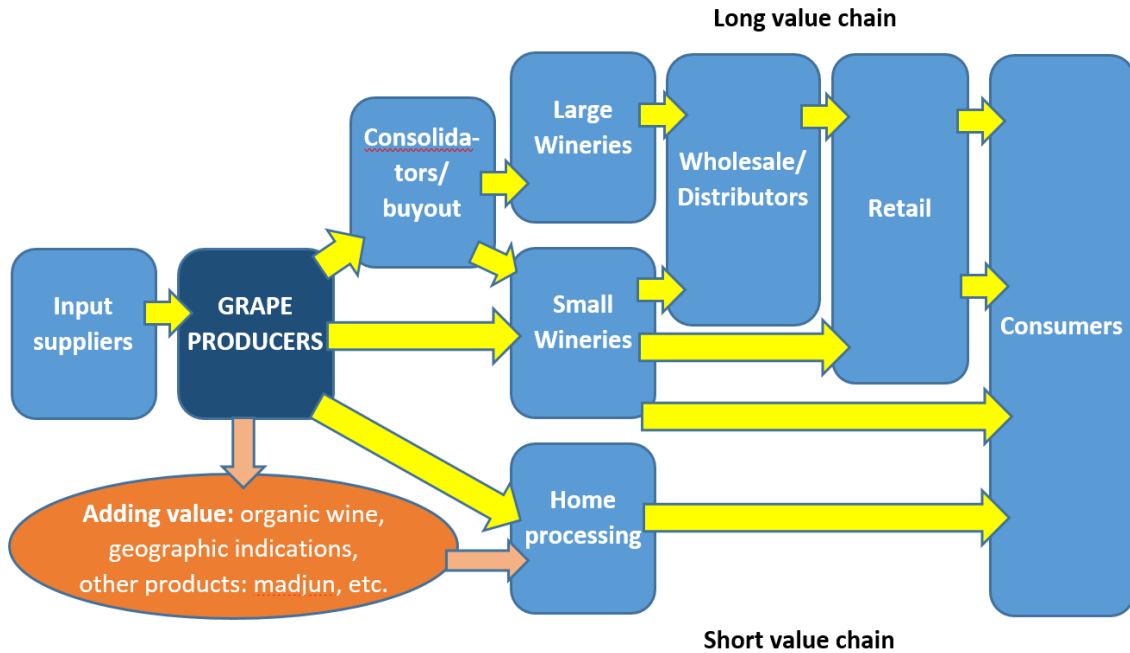 Long value chain
Input
suppliers
GRAPE
PRODUCERS
Consolida-
tors/
buyout
Large
Wineries
Small
Wineries
Home
processing
Wholesale/
Distributors
Retail
Consumers
Adding value: organic wine,
geographic indications,
other products: madjun, etc.
Short value chain